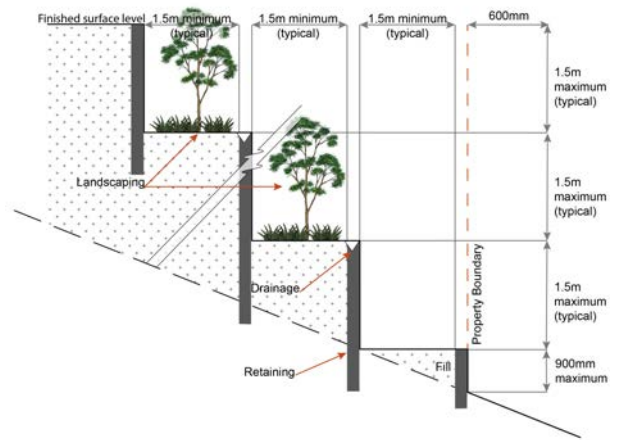 Finished surface level
1.5m minimum
(typical)
1.5m minimum
(typical)
1.5m minimum
(typical)
600mm
1.5m
maximum
(typical)
Landscaping
1.5m
maximum
(typical)
Drainage
Property Boundary
1.5m
maximum
(typical)
Retaining
Fill
900mm
maximum